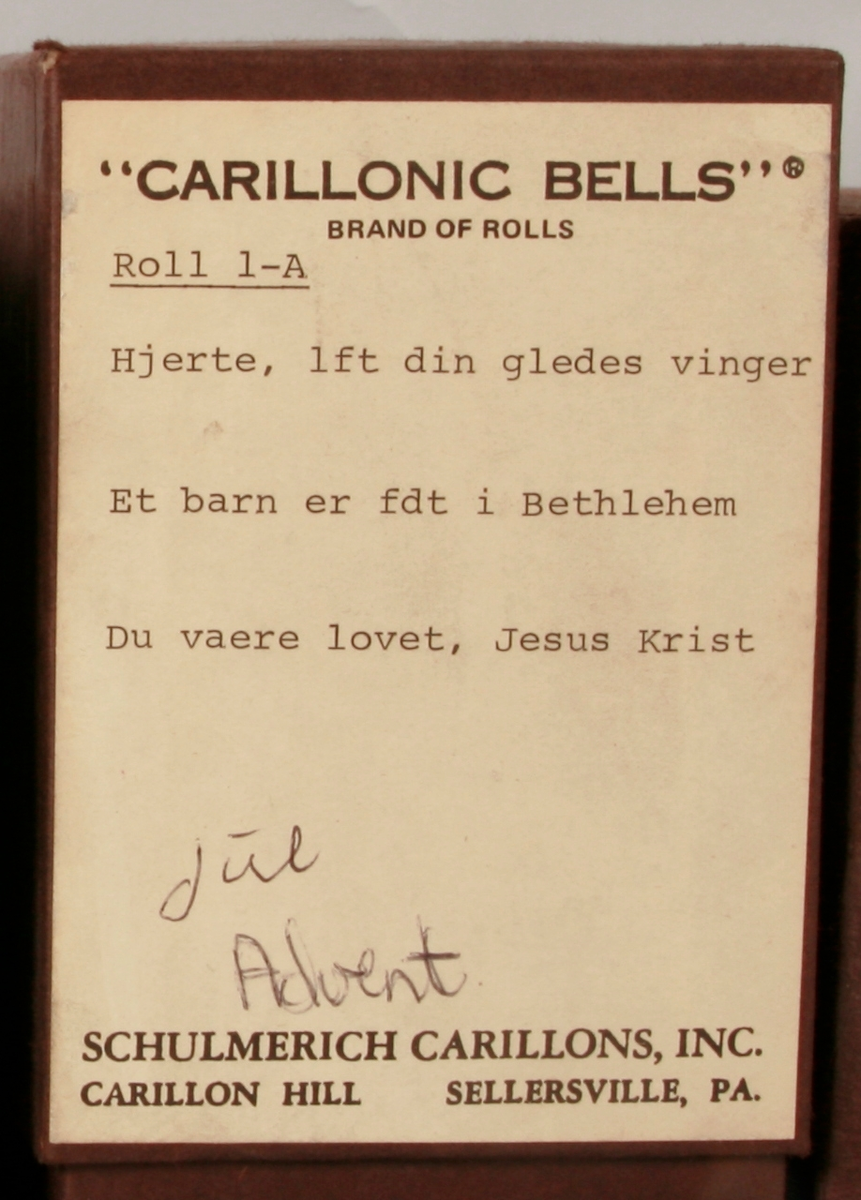 “CARILLONIC BELLS”®
BRAND OF ROLLS
Roll 1-A
Hjerte, lft din gledes vinger
Et barn er fdt i Bethlehem
Du vaere lovet, Jesus Krist
jūl
Advent
SCHULMERICH CARILLONS, INC.
CARILLON HILL SELLERSVILLE, PA.